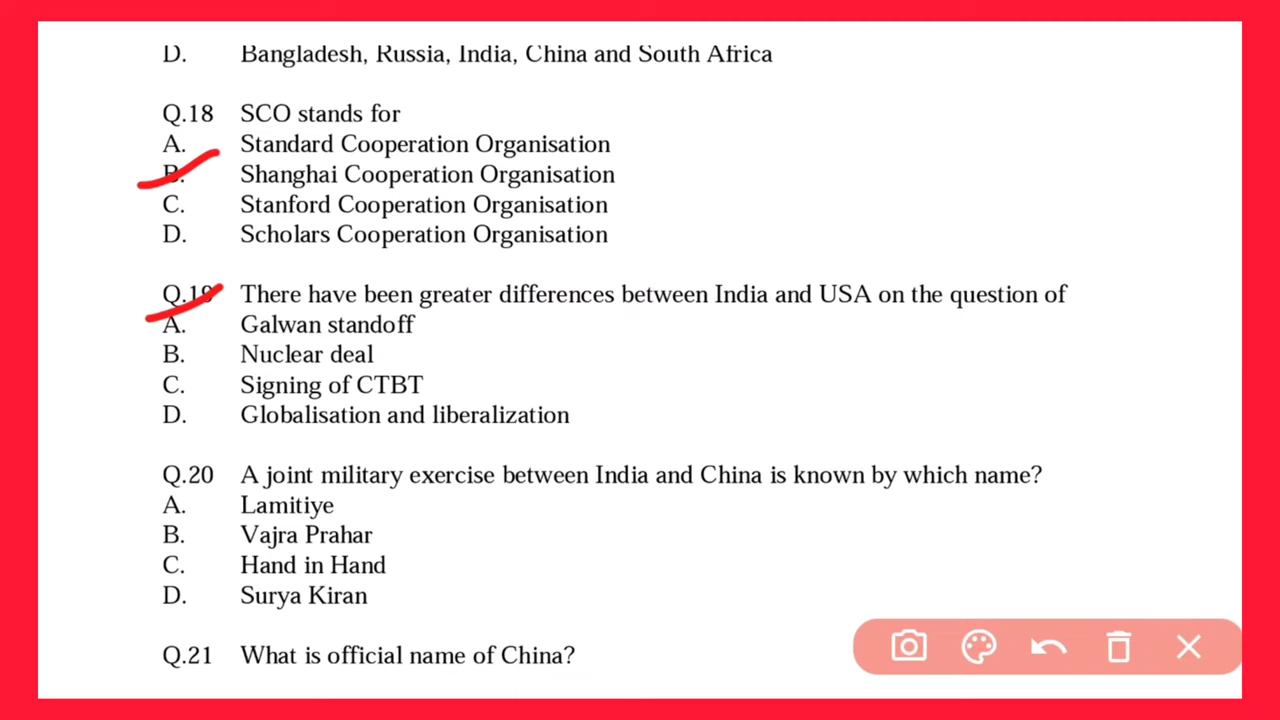 D. Bangladesh, Russia, India, China and South Africa
Q.18 SCO stands for
A. Standard Cooperation Organisation
B. Shanghai Cooperation Organisation
C. Stanford Cooperation Organisation
D. Scholars Cooperation Organisation
Q.19 There have been greater differences between India and USA on the question of
A. Galwan standoff
B. Nuclear deal
C. Signing of CTBT
D. Globalisation and liberalization
Q.20 A joint military exercise between India and China is known by which name?
A. Lamitiye
B. Vajra Prahar
C. Hand in Hand
D. Surya Kiran
Q.21 What is official name of China?